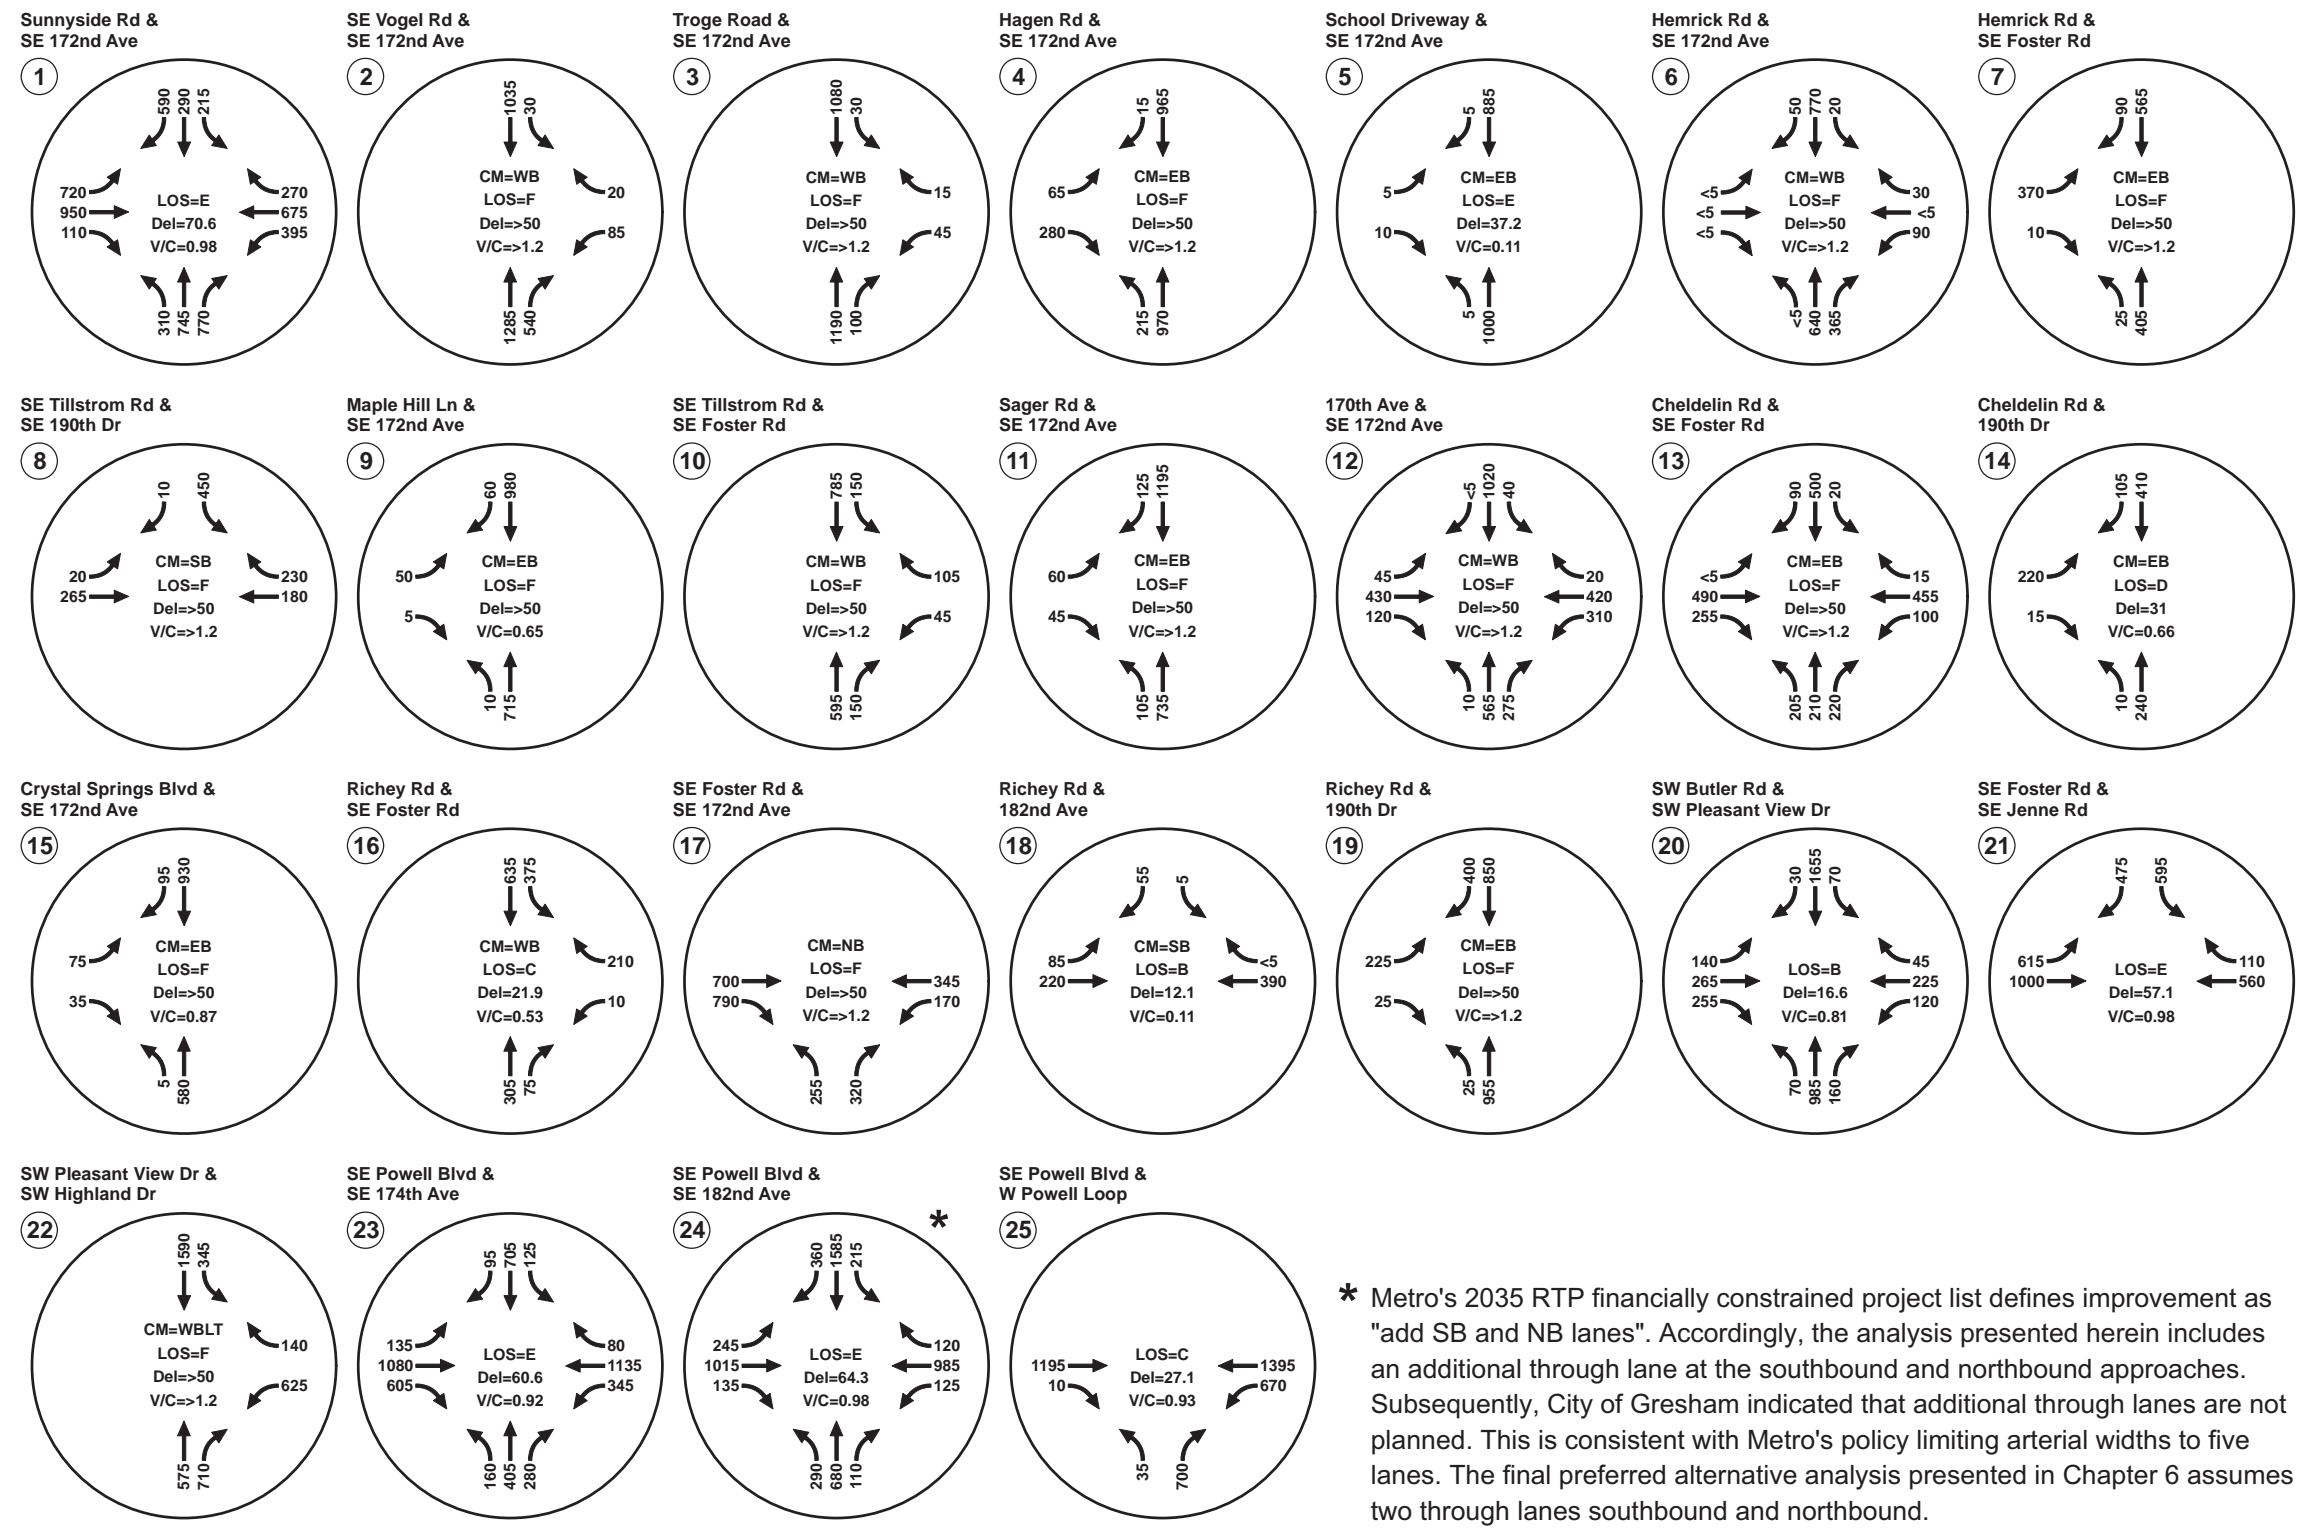 Sunnyside Rd &
SE 172nd Ave
1
590 290 215
720
950
110
LOS=E
Del=70.6
V/C=0.98
270
675
395
310 745 770
SE Vogel Rd &
SE 172nd Ave
2
1035 30
CM=WB
LOS=F
Del=>50
V/C=>1.2
20
85
1285 540
Troge Road &
SE 172nd Ave
3
1080 30
CM=WB
LOS=F
Del=>50
V/C=>1.2
15
45
1190 100
Hagen Rd &
SE 172nd Ave
4
15 965
65
280
CM=EB
LOS=F
Del=>50
V/C=>1.2
215 970
School Driveway &
SE 172nd Ave
5
5 885
5
10
CM=EB
LOS=E
Del=37.2
V/C=0.11
5 1000
Hemrick Rd &
SE 172nd Ave
6
50 770 20
<5
<5
<5
CM=WB
LOS=F
Del=>50
V/C=>1.2
30
<5
90
<5 640 365
Hemrick Rd &
SE Foster Rd
7
90 565
370
10
CM=EB
LOS=F
Del=>50
V/C=>1.2
25 405
SE Tillstrom Rd &
SE 190th Dr
8
10 450
20
265
CM=SB
LOS=F
Del=>50
V/C=>1.2
230
180
Maple Hill Ln &
SE 172nd Ave
9
60 980
50
5
CM=EB
LOS=F
Del=>50
V/C=0.65
10 715
SE Tillstrom Rd &
SE Foster Rd
10
785 150
CM=WB
LOS=F
Del=>50
V/C=>1.2
105
45
595 150
Sager Rd &
SE 172nd Ave
11
125 1195
60
45
CM=EB
LOS=F
Del=>50
V/C=>1.2
105 735
170th Ave &
SE 172nd Ave
12
<5 1020 40
45
430
120
CM=WB
LOS=F
Del=>50
V/C=>1.2
20
420
310
10 565 275
Cheldelin Rd &
SE Foster Rd
13
90 500 20
<5
490
255
CM=EB
LOS=F
Del=>50
V/C=>1.2
15
455
100
205 210 220
Cheldelin Rd &
190th Dr
14
105 410
220
15
CM=EB
LOS=D
Del=31
V/C=0.66
10 240
Crystal Springs Blvd &
SE 172nd Ave
15
95 930
75
35
CM=EB
LOS=F
Del=>50
V/C=0.87
5 580
Richey Rd &
SE Foster Rd
16
635 375
CM=WB
LOS=C
Del=21.9
V/C=0.53
210
10
305 75
SE Foster Rd &
SE 172nd Ave
17
700
790
CM=NB
LOS=F
Del=>50
V/C=>1.2
345
170
255 320
Richey Rd &
182nd Ave
18
55 5
85
220
CM=SB
LOS=B
Del=12.1
V/C=0.11
<5
390
Richey Rd &
190th Dr
19
400 850
225
25
CM=EB
LOS=F
Del=>50
V/C=>1.2
25 955
SW Butler Rd &
SW Pleasant View Dr
20
30 1655 70
140
265
255
LOS=B
Del=16.6
V/C=0.81
45
225
120
70 985 160
SE Foster Rd &
SE Jenne Rd
21
475 595
615
1000
LOS=E
Del=57.1
V/C=0.98
110
560
SW Pleasant View Dr &
SW Highland Dr
22
1590 345
CM=WBLT
LOS=F
Del=>50
V/C=>1.2
140
625
575 710
SE Powell Blvd &
SE 174th Ave
23
95 705 125
135
1080
605
LOS=E
Del=60.6
V/C=0.92
80
1135
345
160 405 280
SE Powell Blvd &
SE 182nd Ave
24
*
360 1585 215
245
1015
135
LOS=E
Del=64.3
V/C=0.98
120
985
125
290 680 110
SE Powell Blvd &
W Powell Loop
25
1195
10
LOS=C
Del=27.1
V/C=0.93
1395
670
35 700
* Metro's 2035 RTP financially constrained project list defines improvement as
"add SB and NB lanes". Accordingly, the analysis presented herein includes
an additional through lane at the southbound and northbound approaches.
Subsequently, City of Gresham indicated that additional through lanes are not
planned. This is consistent with Metro's policy limiting arterial widths to five
lanes. The final preferred alternative analysis presented in Chapter 6 assumes
two through lanes southbound and northbound.